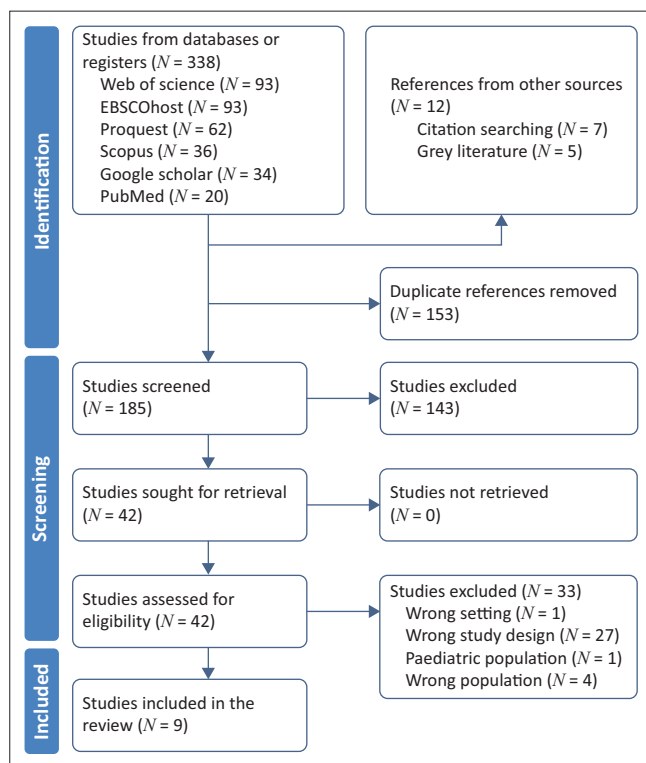 Identification
Studies from databases or
registers (N = 338)
Web of science (N = 93)
EBSCOhost (N = 93)
Proquest (N = 62)
Scopus (N = 36)
Google scholar (N = 34)
PubMed (N = 20)
References from other sources
(N = 12)
Citation searching (N = 7)
Grey literature (N = 5)
Duplicate references removed
(N = 153)
Screening
Studies screened
(N = 185)
Studies excluded
(N = 143)
Studies sought for retrieval
(N = 42)
Studies not retrieved
(N = 0)
Studies assessed for
eligibility (N = 42)
Studies excluded (N = 33)
Wrong setting (N = 1)
Wrong study design (N = 27)
Paediatric population (N = 1)
Wrong population (N = 4)
Included
Studies included in the
review (N = 9)